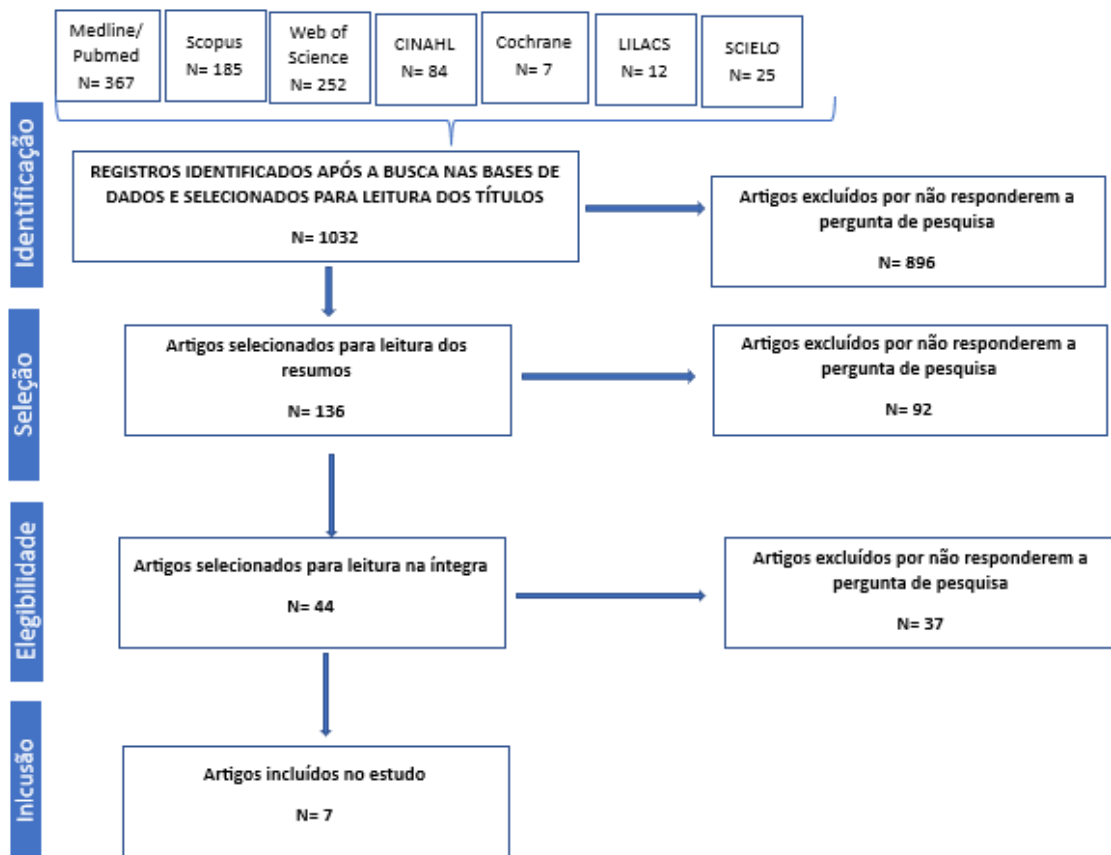 Medline/
Pubmed
N= 367
Scopus
N= 185
Web of
Science
N= 252
CINAHL
N= 84
Cochrane
N= 7
LILACS
N= 12
SCIELO
N= 25
Identificação
REGISTROS IDENTIFICADOS APÓS A BUSCA NAS BASES DE
DADOS E SELECIONADOS PARA LEITURA DOS TÍTULOS
N= 1032
Artigos excluídos por não responderem a
pergunta de pesquisa
N= 896
Seleção
Artigos selecionados para leitura dos
resumos
N= 136
Artigos excluídos por não responderem a
pergunta de pesquisa
N= 92
Elegibilidade
Artigos selecionados para leitura na íntegra
N= 44
Artigos excluídos por não responderem a
pergunta de pesquisa
N= 37
Inlcusão
Artigos incluídos no estudo
N= 7